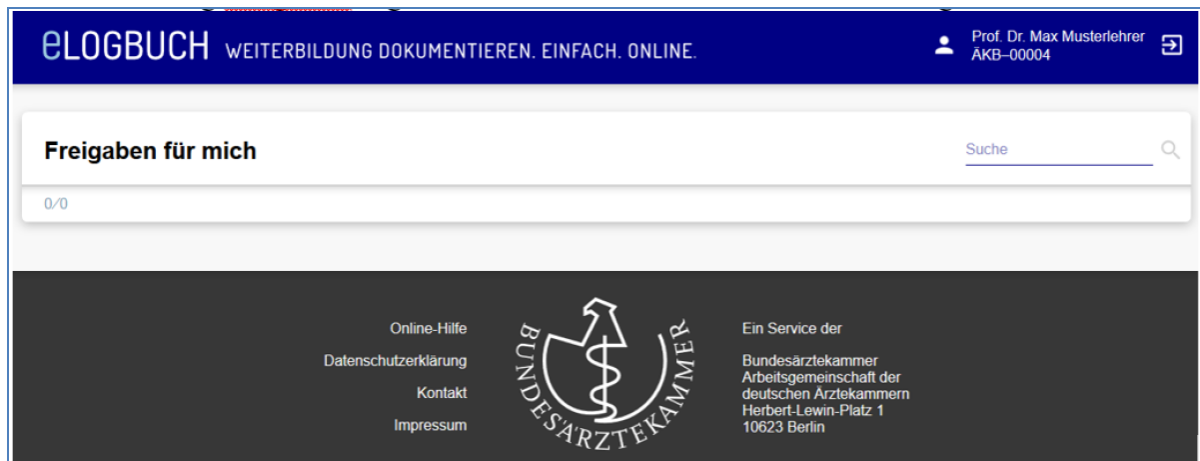 eLOGBUCH WEITERBILDUNG DOKUMENTIEREN. EINFACH. ONLINE.
Prof. Dr. Max Musterlehrer
ÄKB–00004
Freigaben für mich
Suche
0/0
Online-Hilfe
Datenschutzerklärung
Kontakt
Impressum
BUNDESÄRZTEKAMMER
Ein Service der
Bundesärztekammer
Arbeitsgemeinschaft der
deutschen Ärztekammern
Herbert-Lewin-Platz 1
10623 Berlin